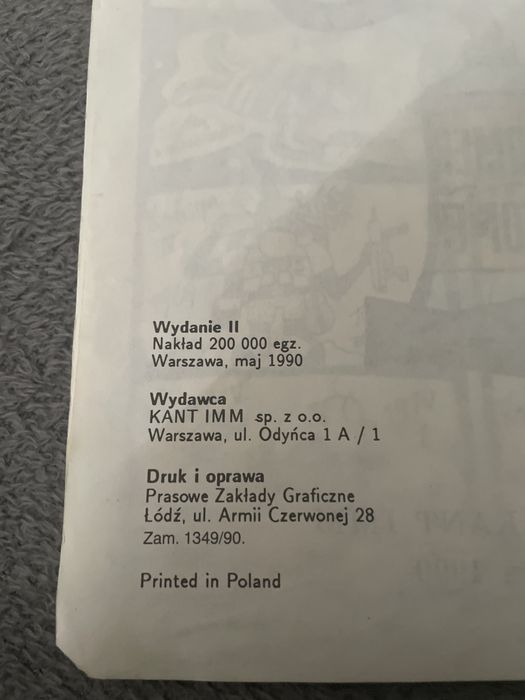 Wydanie II
Nakład 200 000 egz.
Warszawa, maj 1990
Wydawca
KANT IMM sp. z o.o.
Warszawa, ul. Odyńca 1 A / 1
Druk i oprawa
Prasowe Zakłady Graficzne
Łódź, ul. Armii Czerwonej 28
Zam. 1349/90.
Printed in Poland